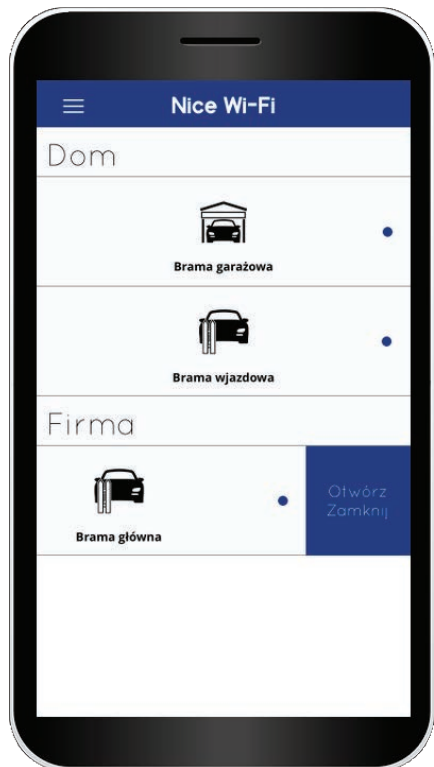 Nice Wi-Fi
Dom
Brama garażowa
Brama wjazdowa
Firma
Brama główna
Otwórz
Zamknij